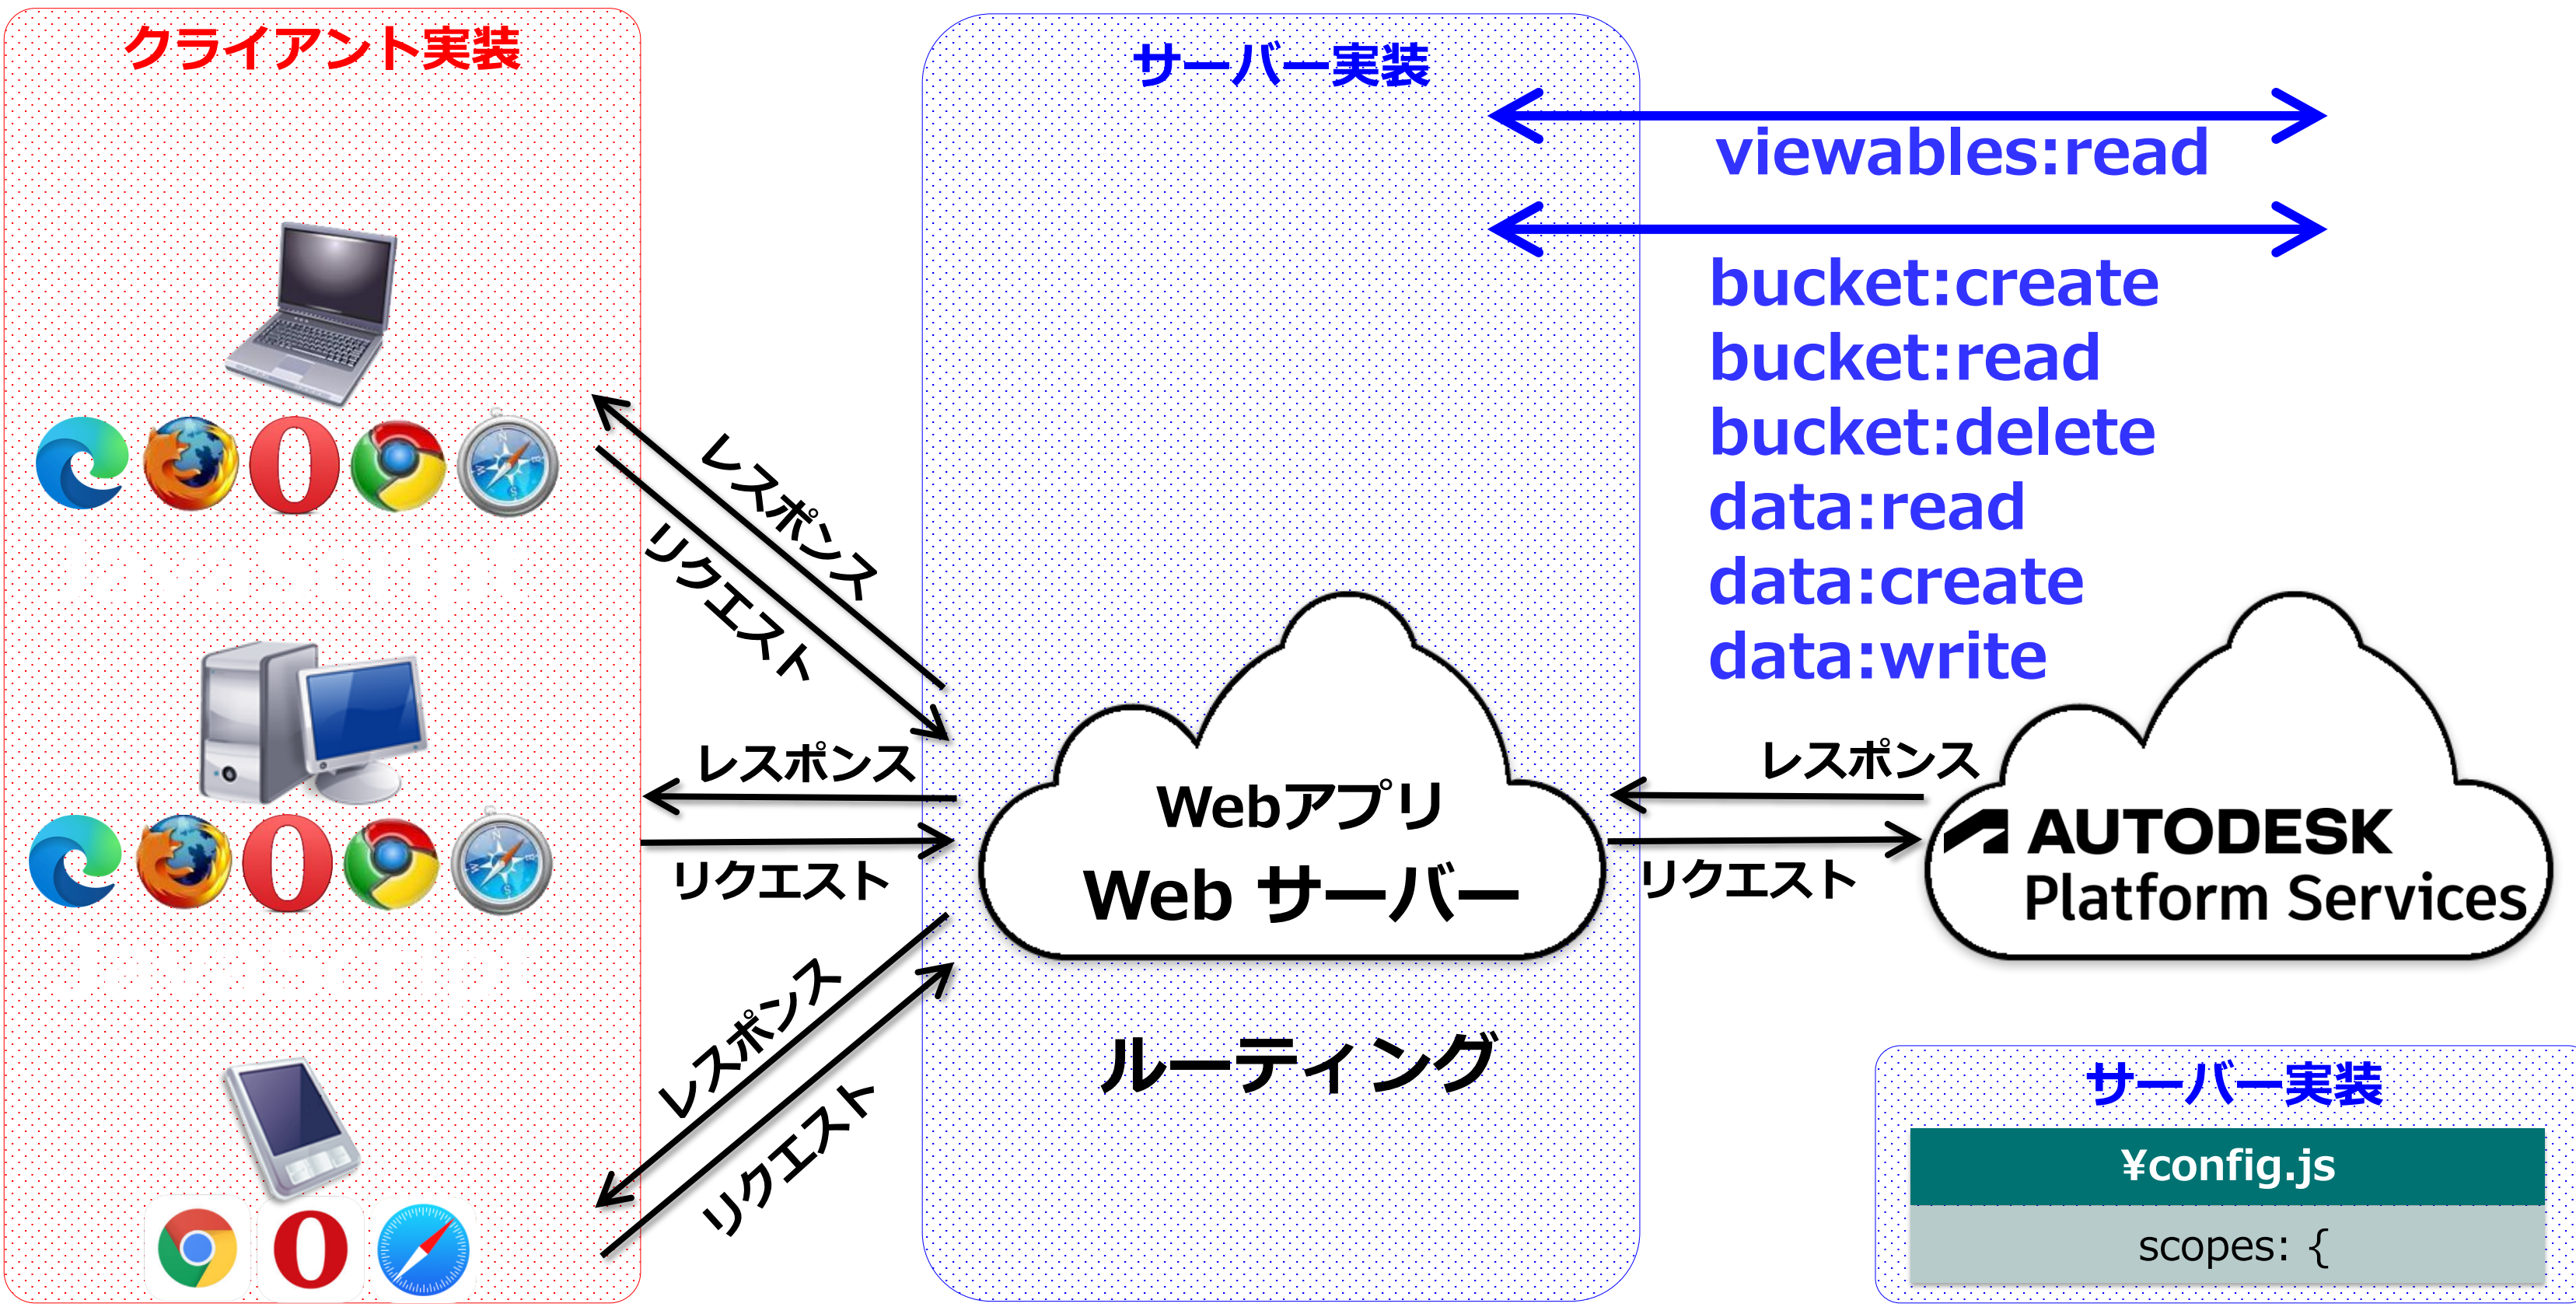 クライアント実装
サーバー実装
viewables:read
bucket:create
bucket:read
bucket:delete
data:read
data:create
data:write
レスポンス
リクエスト
レスポンス
リクエスト
レスポンス
リクエスト
Webアプリ
Web サーバー
ルーティング
レスポンス
リクエスト
AUTODESK
Platform Services
サーバー実装
¥config.js
scopes: {